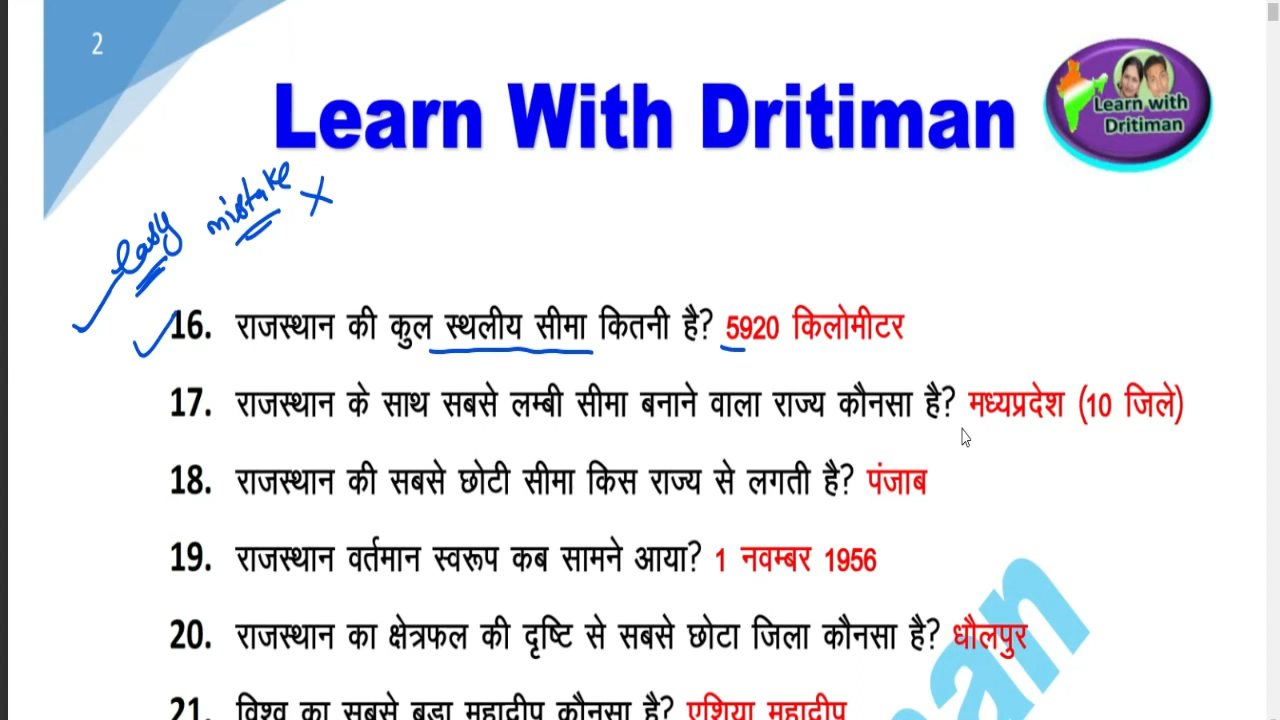 2
Learn With Dritiman
Learn with
Dritiman
easy mistake x
16. राजस्थान की कुल स्थलीय सीमा कितनी है? 5920 किलोमीटर
17. राजस्थान के साथ सबसे लम्बी सीमा बनाने वाला राज्य कौनसा है? मध्यप्रदेश (10 जिले)
18. राजस्थान की सबसे छोटी सीमा किस राज्य से लगती है? पंजाब
19. राजस्थान वर्तमान स्वरूप कब सामने आया? 1 नवम्बर 1956
20. राजस्थान का क्षेत्रफल की दृष्टि से सबसे छोटा जिला कौनसा है? धौलपुर
21. विश्व का सबसे बड़ा महाद्वीप कौनसा है? एशिया महाद्वीप